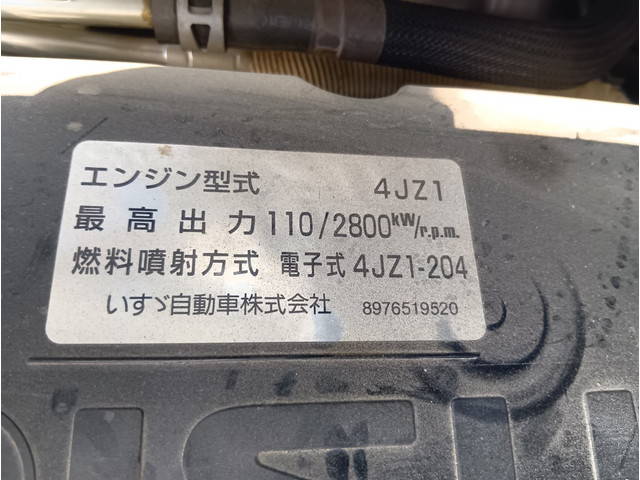 エンジン型式 4JZ1
最高出力 110/2800kW/r.p.m.
燃料噴射方式 電子式 4JZ1-204
いすゞ自動車株式会社 8976519520